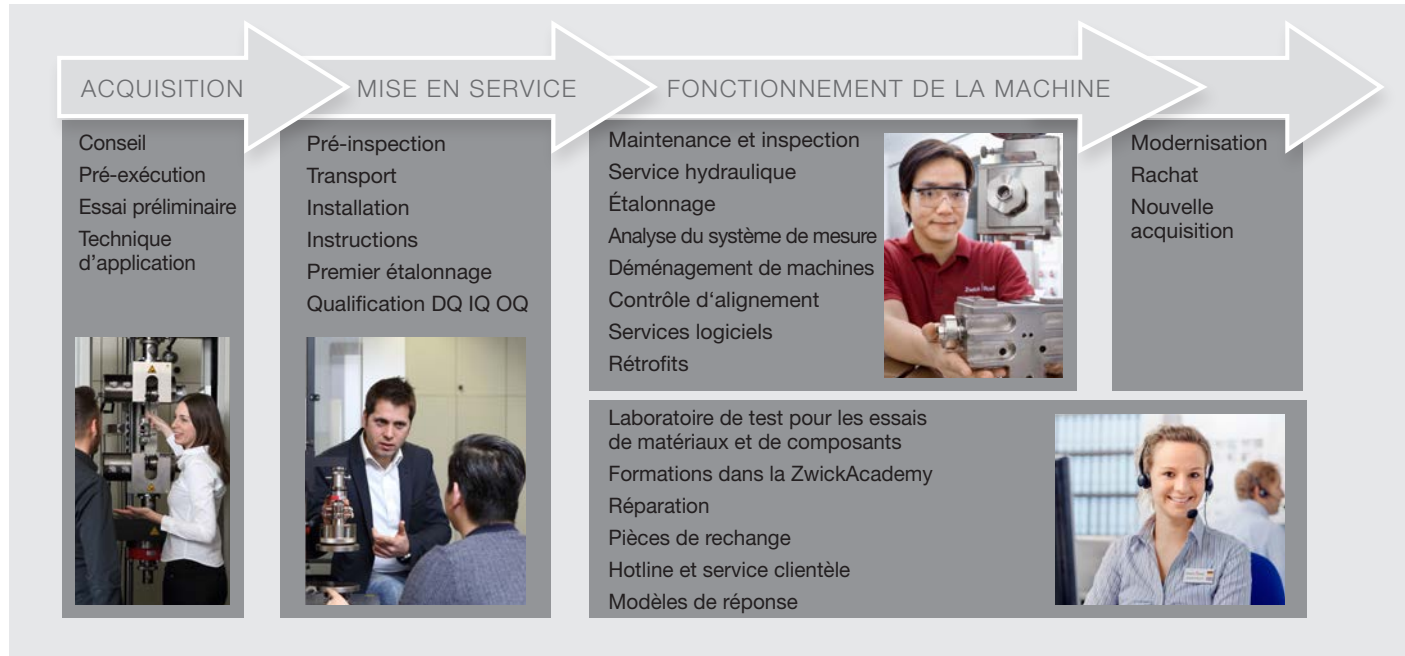 ACQUISITION
MISE EN SERVICE
FONCTIONNEMENT DE LA MACHINE
Conseil
Pré-exécution
Essai préliminaire
Technique
d’application
Pré-inspection
Transport
Installation
Instructions
Premier étalonnage
Qualification DQ IQ OQ
Maintenance et inspection
Service hydraulique
Étalonnage
Analyse du système de mesure
Déménagement de machines
Contrôle d‘alignement
Services logiciels
Rétrofits
Modernisation
Rachat
Nouvelle
acquisition
Laboratoire de test pour les essais
de matériaux et de composants
Formations dans la ZwickAcademy
Réparation
Pièces de rechange
Hotline et service clientèle
Modèles de réponse